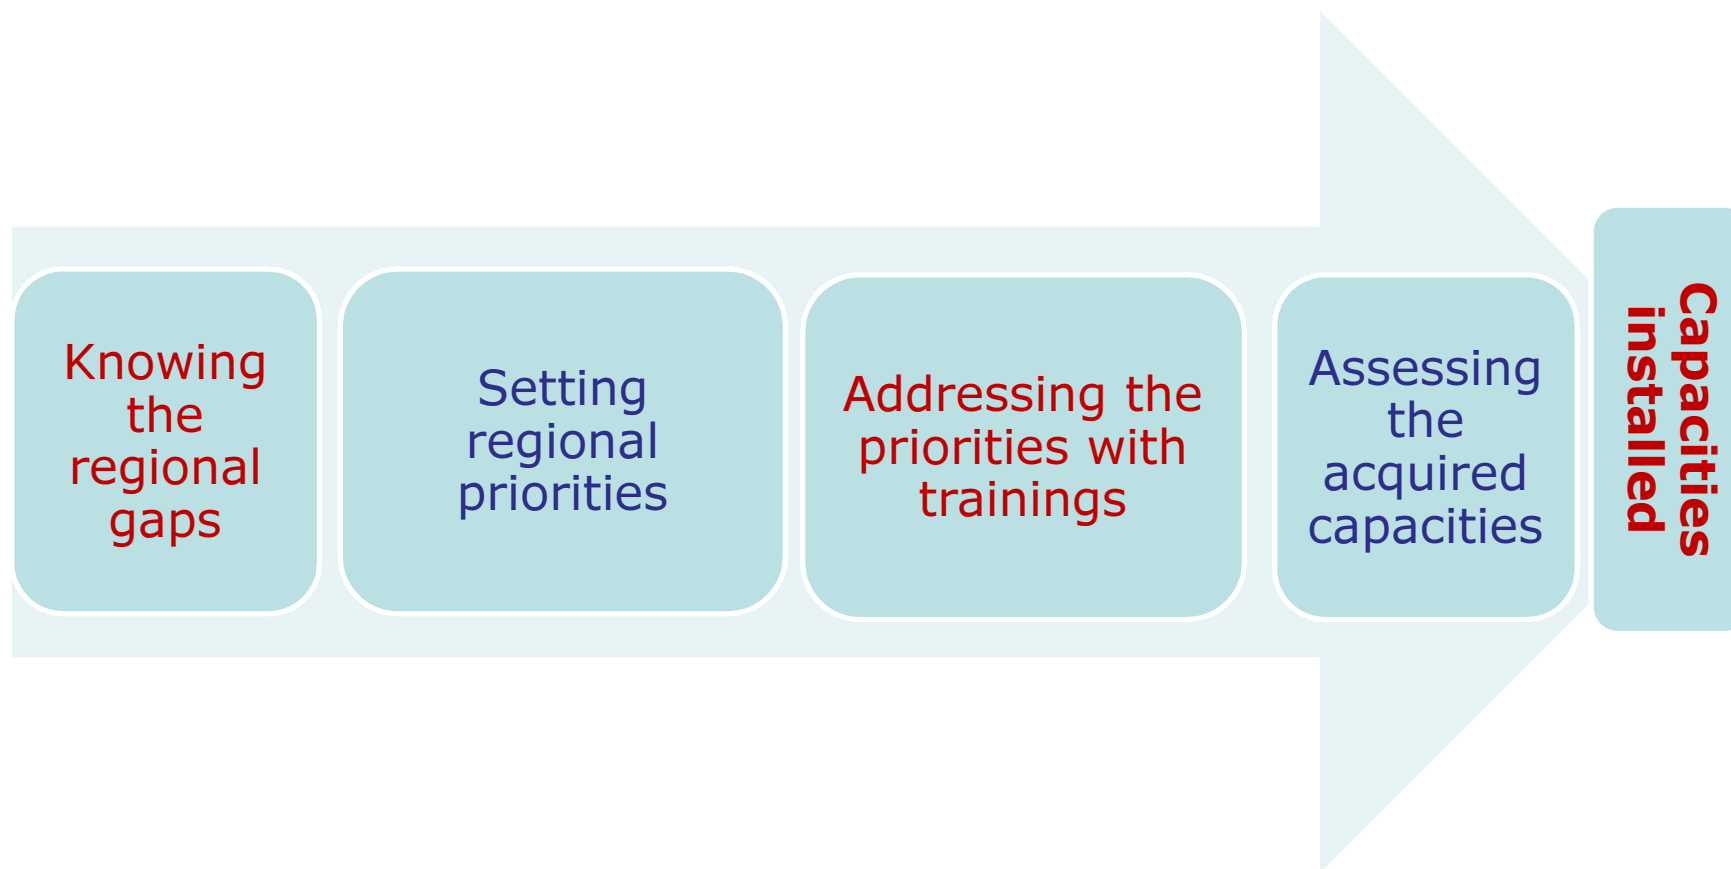 Knowing
the
regional
gaps
Setting
regional
priorities
Addressing the
priorities with
trainings
Assessing
the
acquired
capacities
Capacities
installed